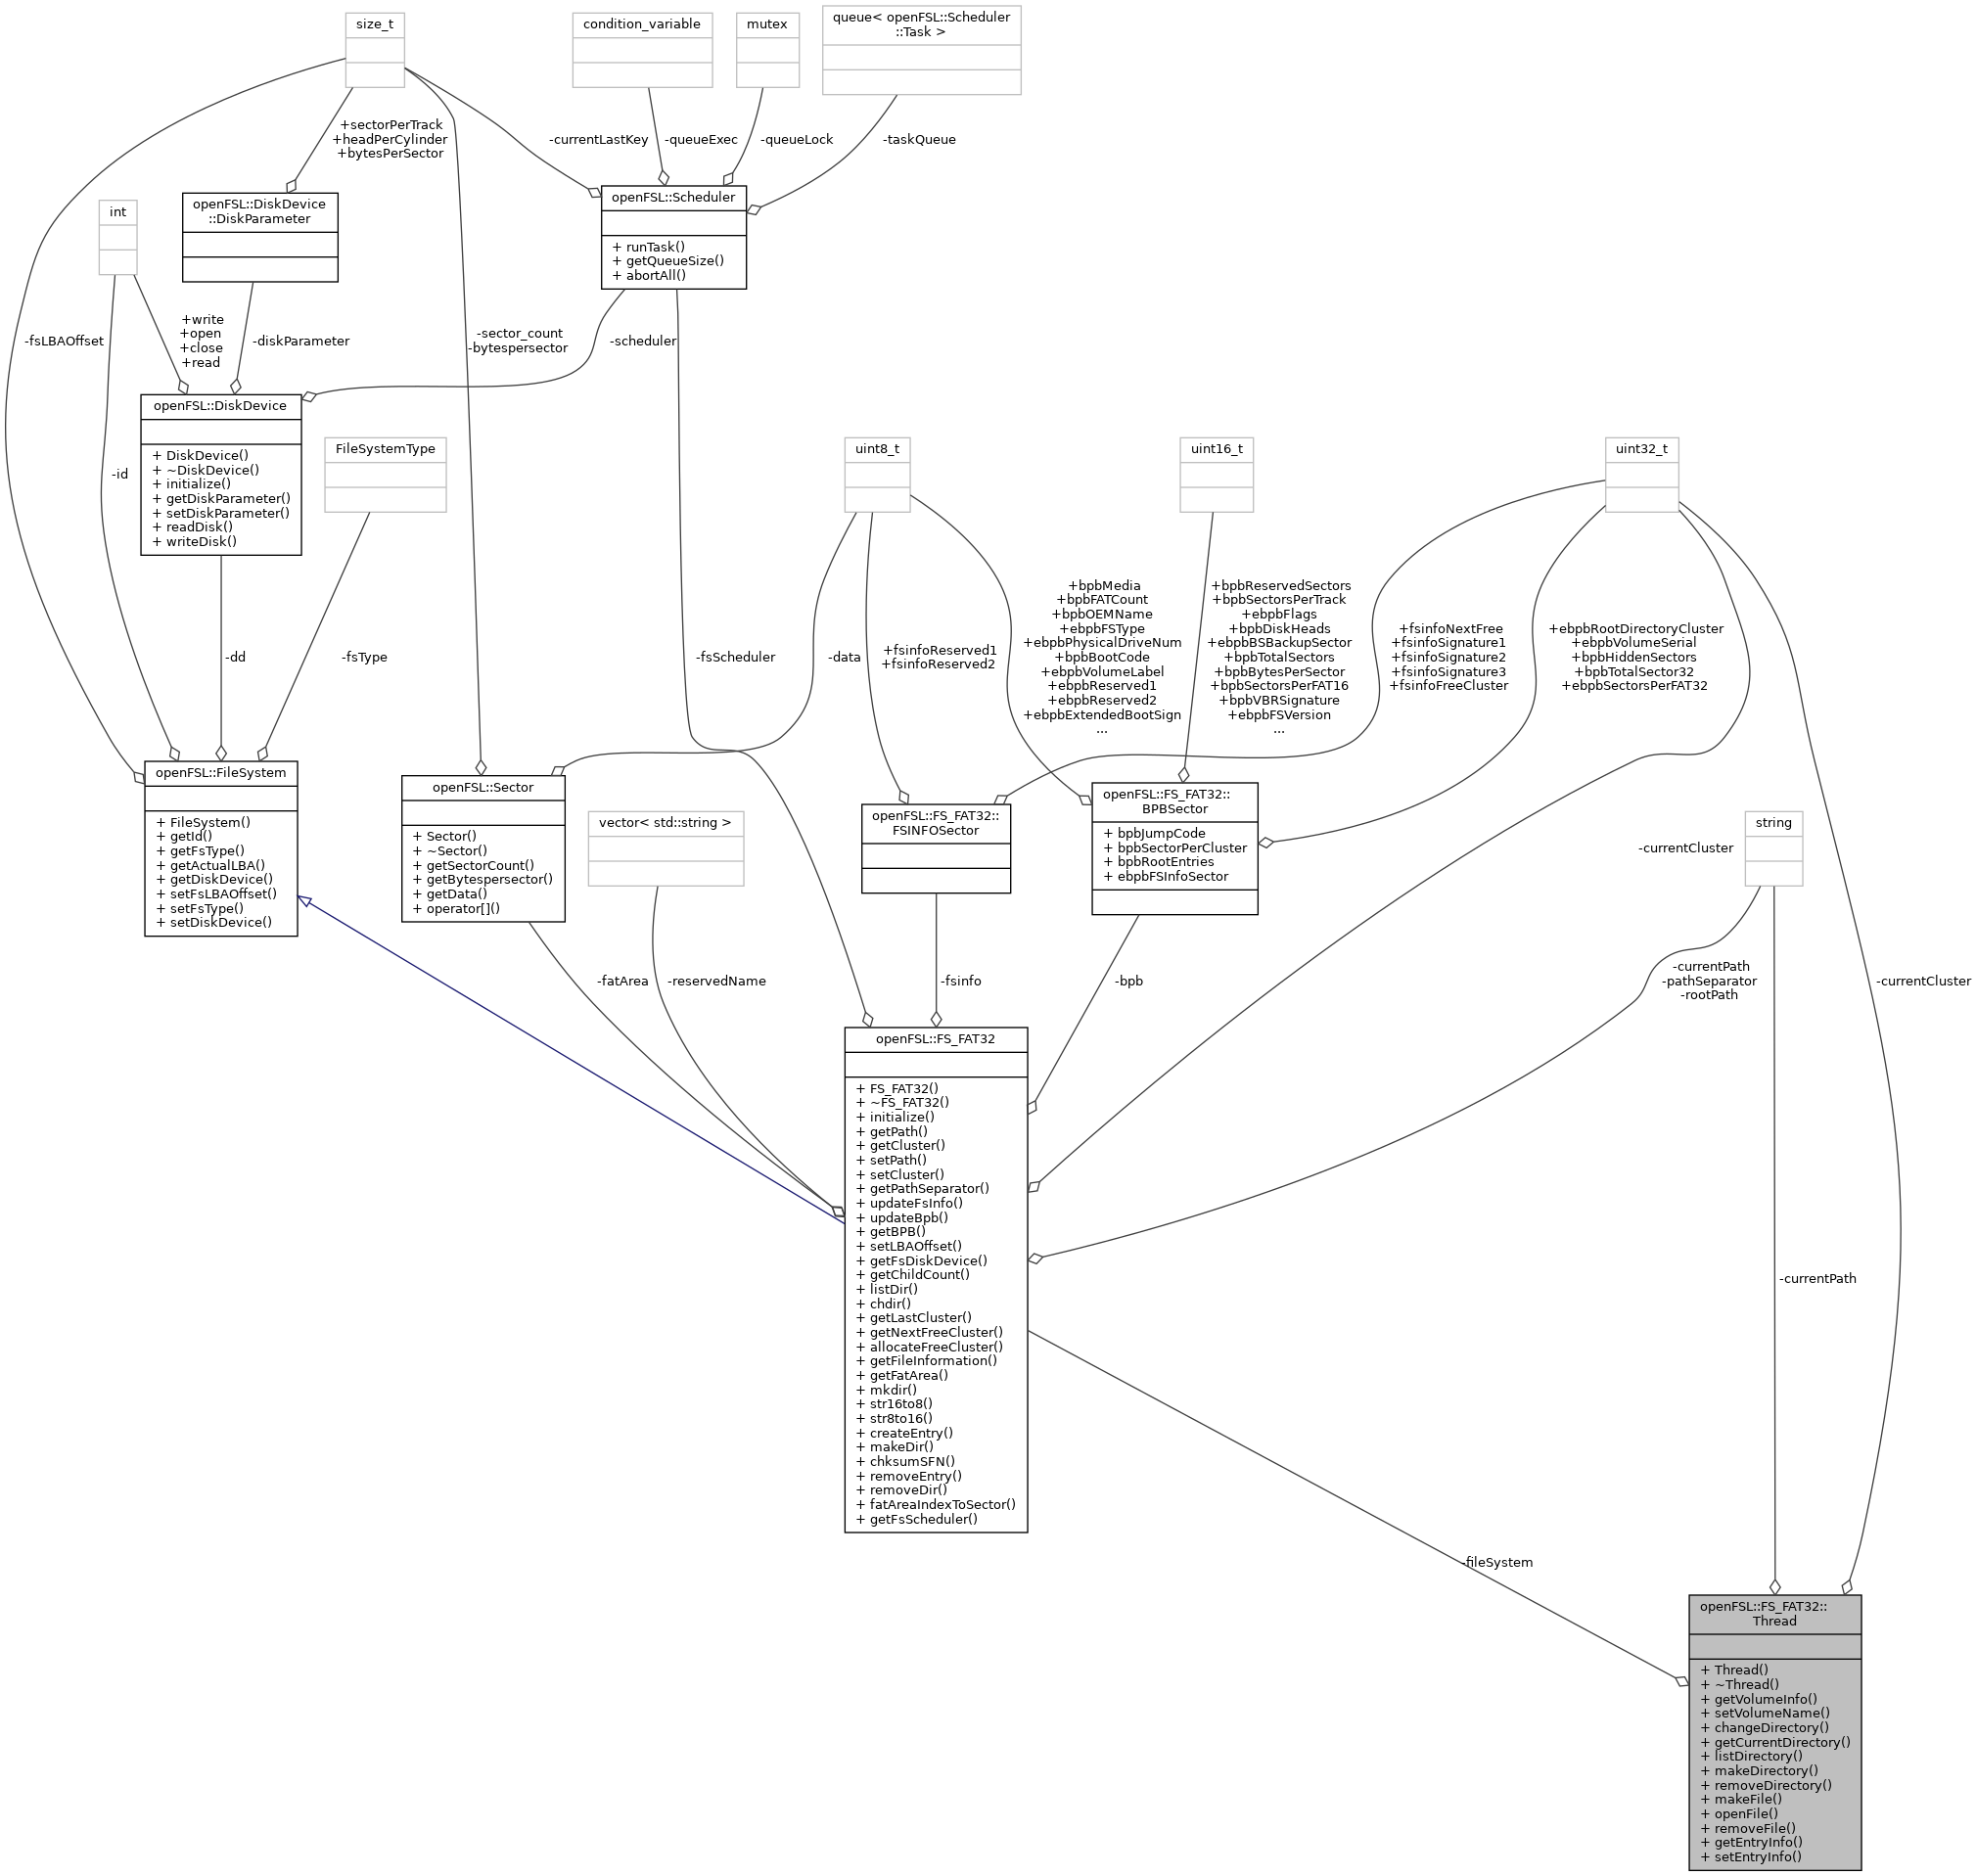 size_t
condition_variable
mutex
queue< openFSL::Scheduler
::Task >
+sectorPerTrack
+headPerCylinder
+bytesPerSector
-currentLastKey
-queueExec
-queueLock
-taskQueue
int
openFSL::DiskDevice
::DiskParameter
openFSL::Scheduler
+ runTask()
+ getQueueSize()
+ abortAll()
-fsLBAOffset
+write
+open
+close
+read
-diskParameter
-sector_count
-bytespersector
-scheduler
openFSL::DiskDevice
+ DiskDevice()
+ ~DiskDevice()
+ initialize()
+ getDiskParameter()
+ setDiskParameter()
+ readDisk()
+ writeDisk()
-id
FileSystemType
uint8_t
uint16_t
uint32_t
-dd
-fsType
-fsScheduler
-data
+fsinfoReserved1
+fsinfoReserved2
+bpbMedia
+bpbFATCount
+bpbOEMName
+ebpbFSType
+ebpbPhysicalDriveNum
+bpbBootCode
+ebpbVolumeLabel
+ebpbReserved1
+ebpbReserved2
+ebpbExtendedBootSign
...
+bpbReservedSectors
+bpbSectorsPerTrack
+ebpbFlags
+bpbDiskHeads
+ebpbBSBackupSector
+bpbTotalSectors
+bpbBytesPerSector
+bpbSectorsPerFAT16
+bpbVBRSignature
+ebpbFSVersion
...
+fsinfoNextFree
+fsinfoSignature1
+fsinfoSignature2
+fsinfoSignature3
+fsinfoFreeCluster
+ebpbRootDirectoryCluster
+ebpbVolumeSerial
+bpbHiddenSectors
+bpbTotalSector32
+ebpbSectorsPerFAT32
openFSL::FileSystem
+ FileSystem()
+ getId()
+ getFsType()
+ getActualLBA()
+ getDiskDevice()
+ setFsLBAOffset()
+ setFsType()
+ setDiskDevice()
openFSL::Sector
+ Sector()
+ ~Sector()
+ getSectorCount()
+ getBytespersector()
+ getData()
+ operator[]()
vector< std::string >
openFSL::FS_FAT32::
FSINFOSector
openFSL::FS_FAT32::
BPBSector
+ bpbJumpCode
+ bpbSectorPerCluster
+ bpbRootEntries
+ ebpbFSInfoSector
-currentCluster
string
-fatArea
-reservedName
-fsinfo
-bpb
-currentPath
-pathSeparator
-rootPath
-currentCluster
openFSL::FS_FAT32
+ FS_FAT32()
+ ~FS_FAT32()
+ initialize()
+ getPath()
+ getCluster()
+ setPath()
+ setCluster()
+ getPathSeparator()
+ updateFsInfo()
+ updateBpb()
+ getBPB()
+ setLBAOffset()
+ getFsDiskDevice()
+ getChildCount()
+ listDir()
+ chdir()
+ getLastCluster()
+ getNextFreeCluster()
+ allocateFreeCluster()
+ getFileInformation()
+ getFatArea()
+ mkdir()
+ str16to8()
+ str8to16()
+ createEntry()
+ makeDir()
+ chksumSFN()
+ removeEntry()
+ removeDir()
+ fatAreaIndexToSector()
+ getFsScheduler()
-currentPath
-fileSystem
openFSL::FS_FAT32::
Thread
+ Thread()
+ ~Thread()
+ getVolumeInfo()
+ setVolumeName()
+ changeDirectory()
+ getCurrentDirectory()
+ listDirectory()
+ makeDirectory()
+ removeDirectory()
+ makeFile()
+ openFile()
+ removeFile()
+ getEntryInfo()
+ setEntryInfo()